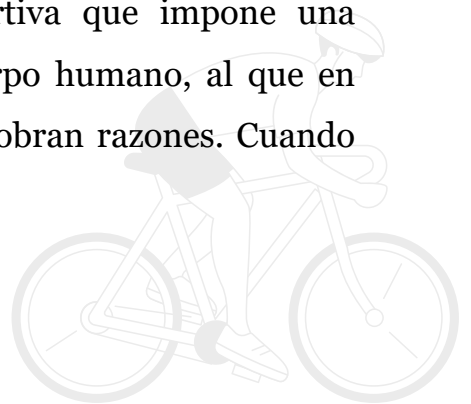 rtiva que impone una
rpo humano, al que en
obran razones. Cuando